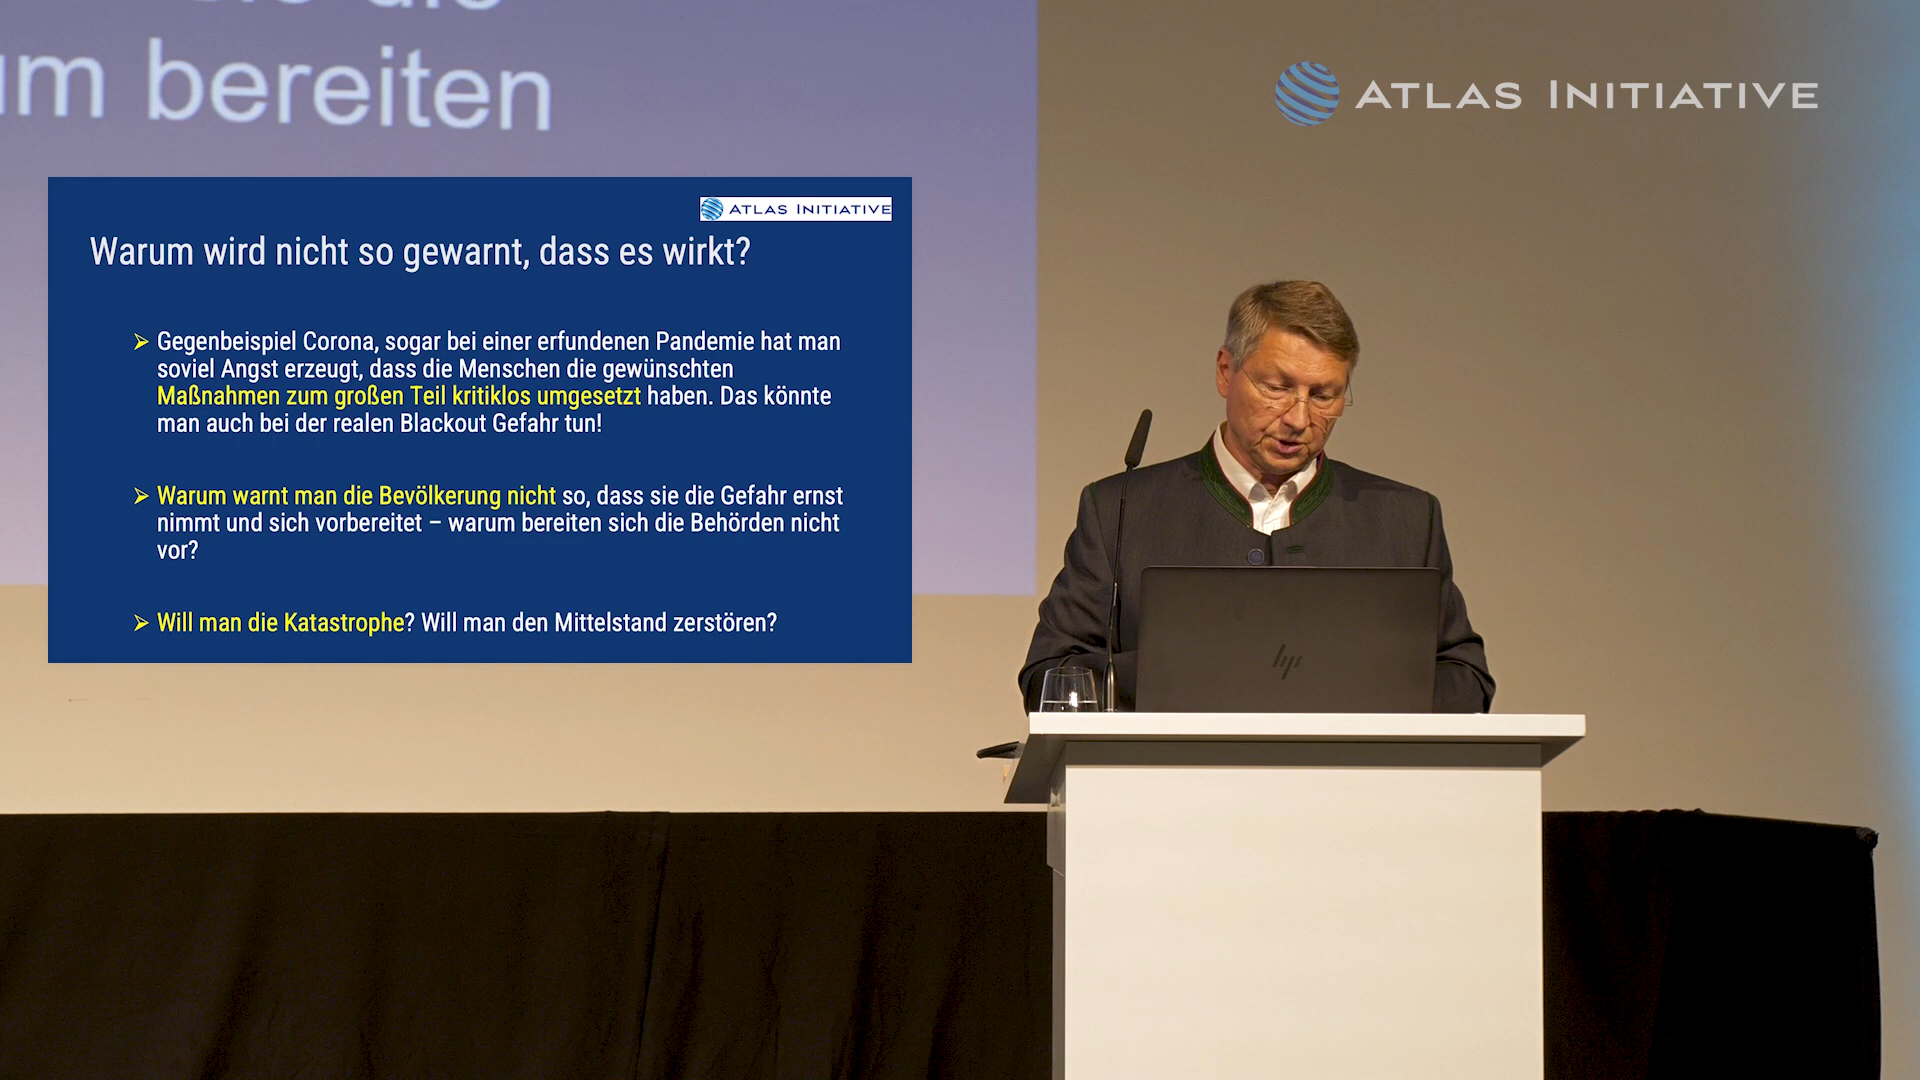 um bereiten
ATLAS INITIATIVE
ATLAS INITIATIVE
Warum wird nicht so gewarnt, dass es wirkt?
➢ Gegenbeispiel Corona, sogar bei einer erfundenen Pandemie hat man
soviel Angst erzeugt, dass die Menschen die gewünschten
Maßnahmen zum großen Teil kritiklos umgesetzt haben. Das könnte
man auch bei der realen Blackout Gefahr tun!
➢ Warum warnt man die Bevölkerung nicht so, dass sie die Gefahr ernst
nimmt und sich vorbereitet – warum bereiten sich die Behörden nicht
vor?
➢ Will man die Katastrophe? Will man den Mittelstand zerstören?
hp